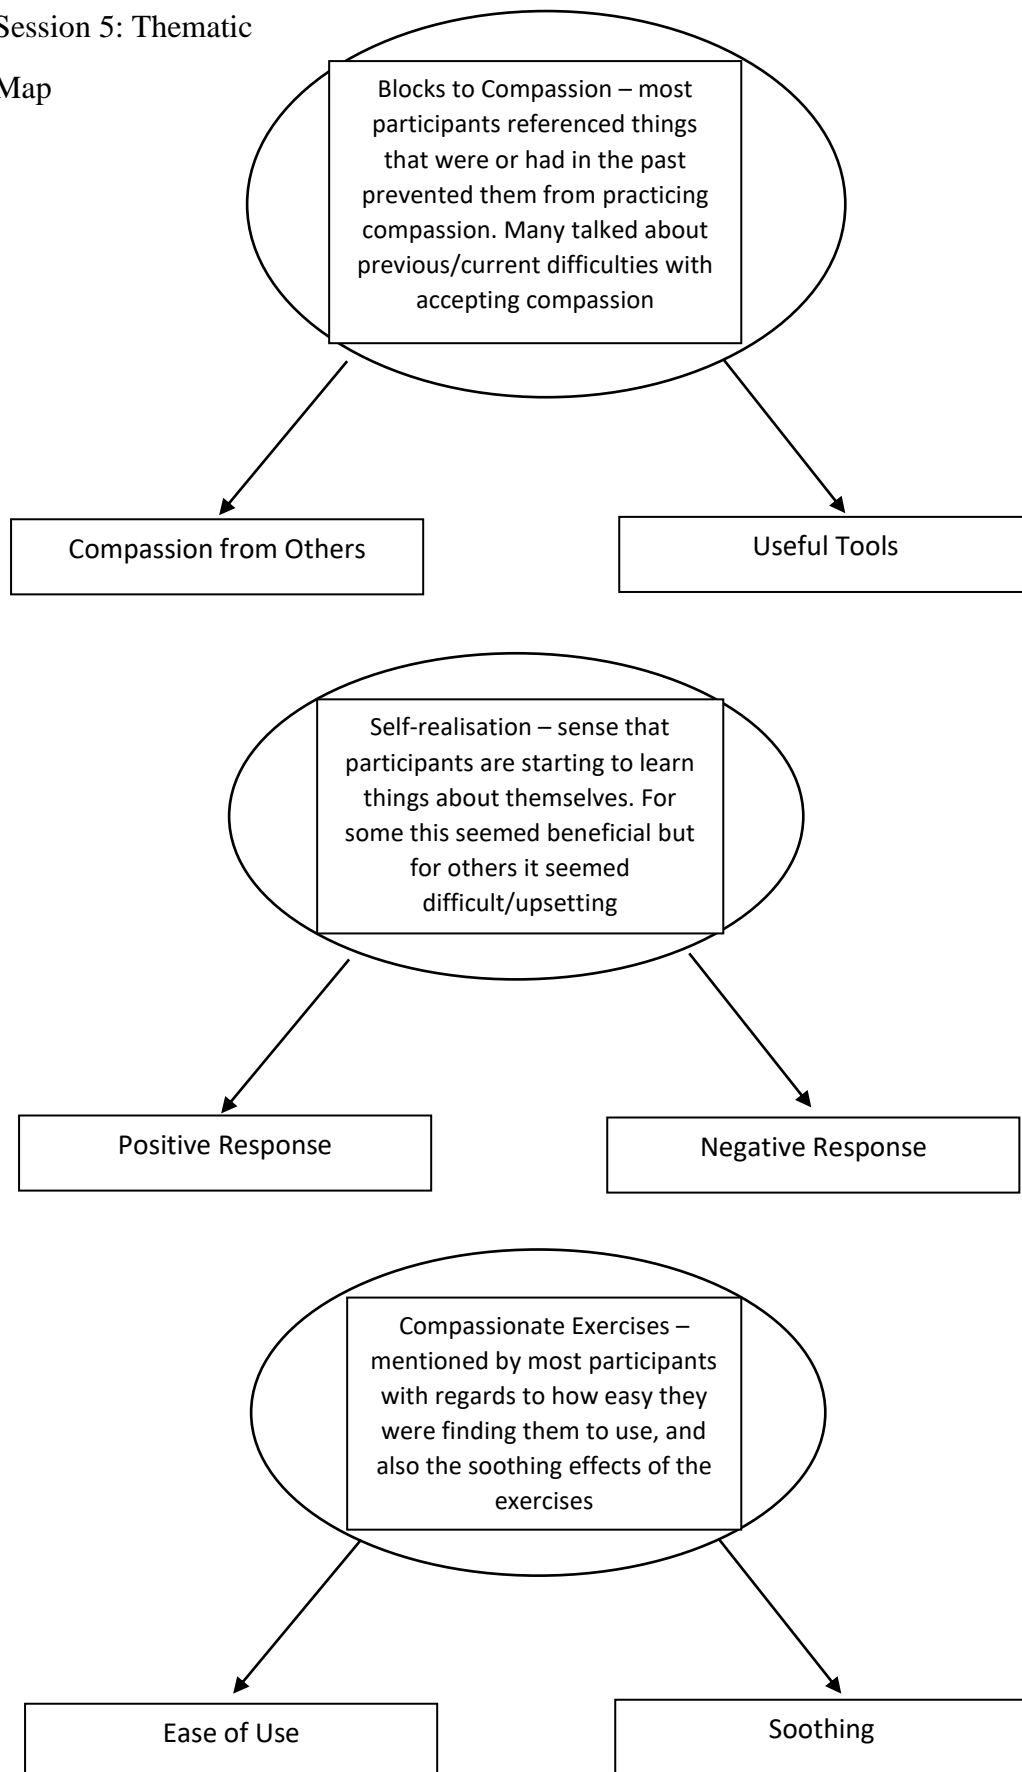 Session 5: Thematic
Map
Blocks to Compassion – most
participants referenced things
that were or had in the past
prevented them from practicing
compassion. Many talked about
previous/current difficulties with
accepting compassion
Compassion from Others
Useful Tools
Self-realisation – sense that
participants are starting to learn
things about themselves. For
some this seemed beneficial but
for others it seemed
difficult/upsetting
Positive Response
Negative Response
Compassionate Exercises –
mentioned by most participants
with regards to how easy they
were finding them to use, and
also the soothing effects of the
exercises
Ease of Use
Soothing